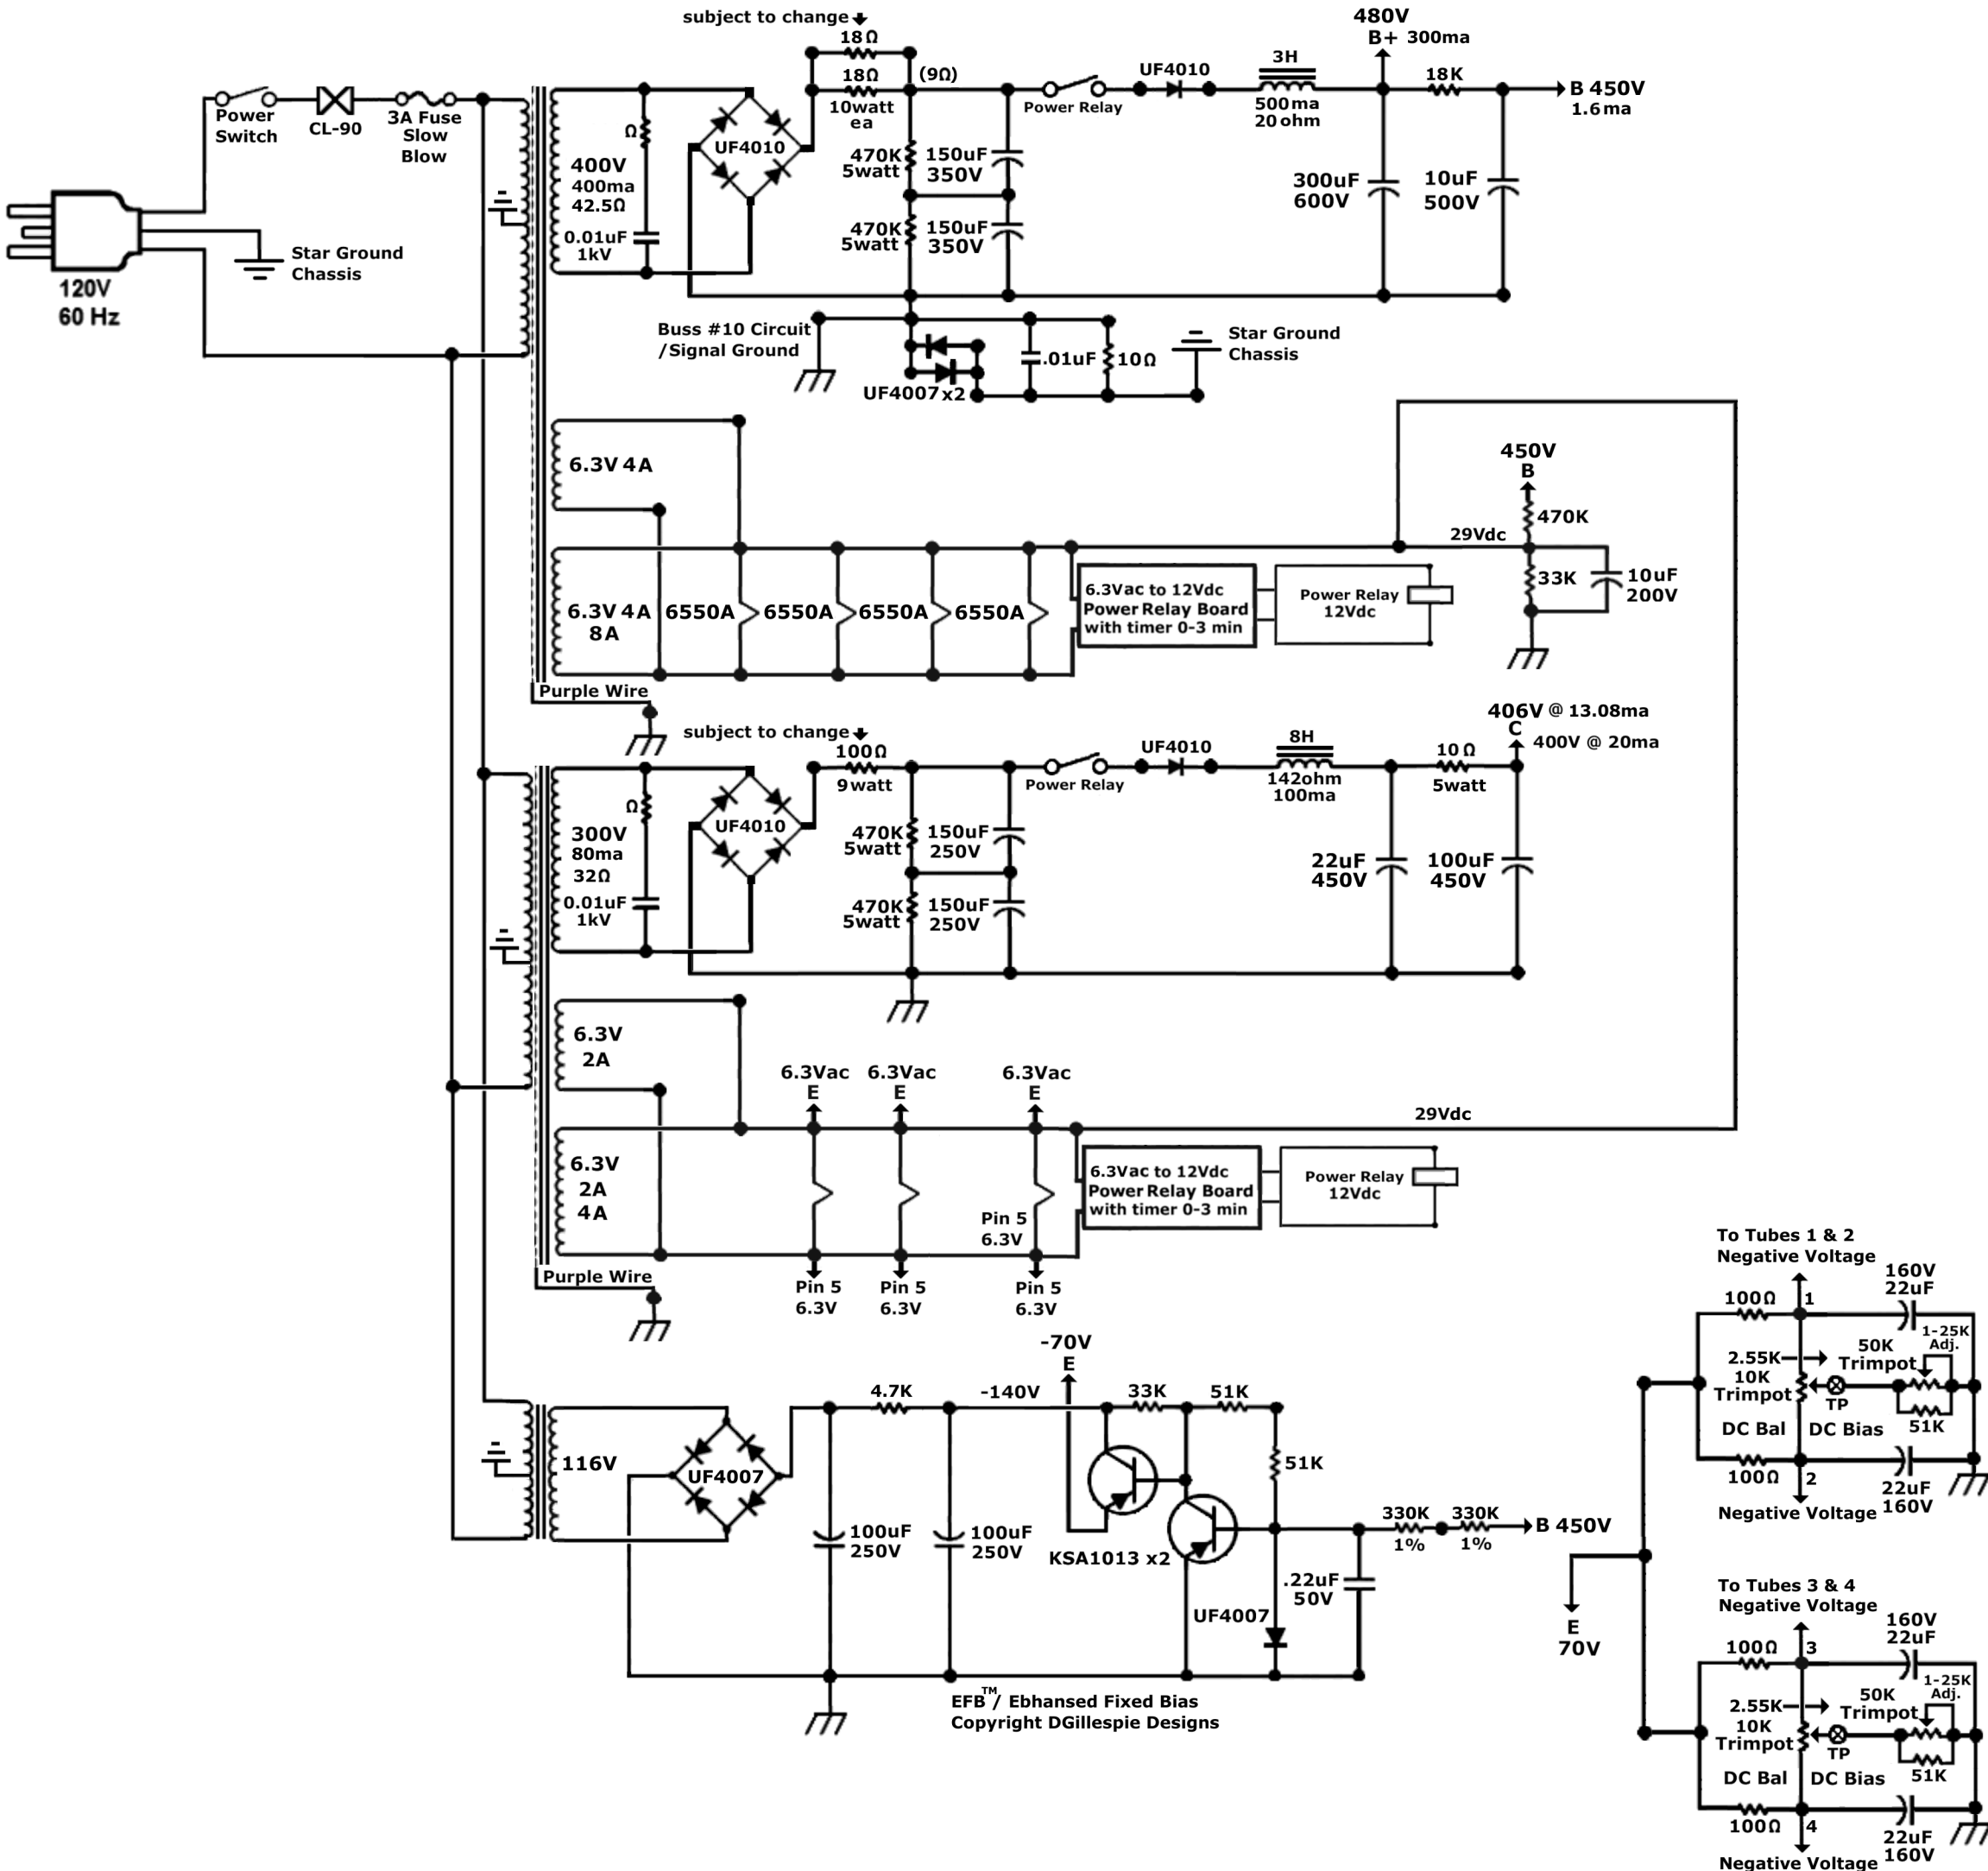 subject to change
18Ω
18Ω
(9Ω)
10watt
ea
Power
Switch
CL-90
3A Fuse
Slow
Blow
120V
60 Hz
Star Ground
Chassis
400V
400ma
42.5Ω
Ω
0.01uF
1kV
UF4010
470K
5watt
150uF
350V
470K
5watt
150uF
350V
Power Relay
UF4010
3H
500ma
20 ohm
480V
B+ 300ma
18K
B 450V
1.6 ma
300uF
600V
10uF
500V
Buss #10 Circuit
/Signal Ground
UF4007 x2
.01uF
10Ω
Star Ground
Chassis
6.3V 4A
6.3V 4A
8A
6550A
6550A
6550A
6550A
6.3Vac to 12Vdc
Power Relay Board
with timer 0-3 min
Power Relay
12Vdc
29Vdc
450V
B
470K
33K
10uF
200V
Purple Wire
subject to change
100Ω
9watt
300V
80ma
32Ω
Ω
0.01uF
1kV
UF4010
470K
5watt
150uF
250V
470K
5watt
150uF
250V
Power Relay
UF4010
8H
142ohm
100ma
406V @ 13.08ma
C
400V @ 20ma
10 Ω
5watt
22uF
450V
100uF
450V
6.3V
2A
6.3V
2A
4A
6.3Vac
E
6.3Vac
E
6.3Vac
E
29Vdc
Pin 5
6.3V
6.3Vac to 12Vdc
Power Relay Board
with timer 0-3 min
Power Relay
12Vdc
Pin 5
6.3V
Pin 5
6.3V
Pin 5
6.3V
Purple Wire
-70V
E
116V
UF4007
4.7K
-140V
33K
51K
51K
100uF
250V
100uF
250V
KSA1013 x2
UF4007
.22uF
50V
330K
1%
330K
1%
B 450V
EFB™/ Ebhansed Fixed Bias
Copyright DGillespie Designs
E
70V
To Tubes 1 & 2
Negative Voltage
100Ω
1
160V
22uF
2.55K
10K
Trimpot
50K
Trimpot
1-25K
Adj.
TP
51K
DC Bal
DC Bias
100Ω
2
22uF
160V
Negative Voltage
To Tubes 3 & 4
Negative Voltage
100Ω
3
160V
22uF
2.55K
10K
Trimpot
50K
Trimpot
1-25K
Adj.
TP
51K
DC Bal
DC Bias
100Ω
4
22uF
160V
Negative Voltage